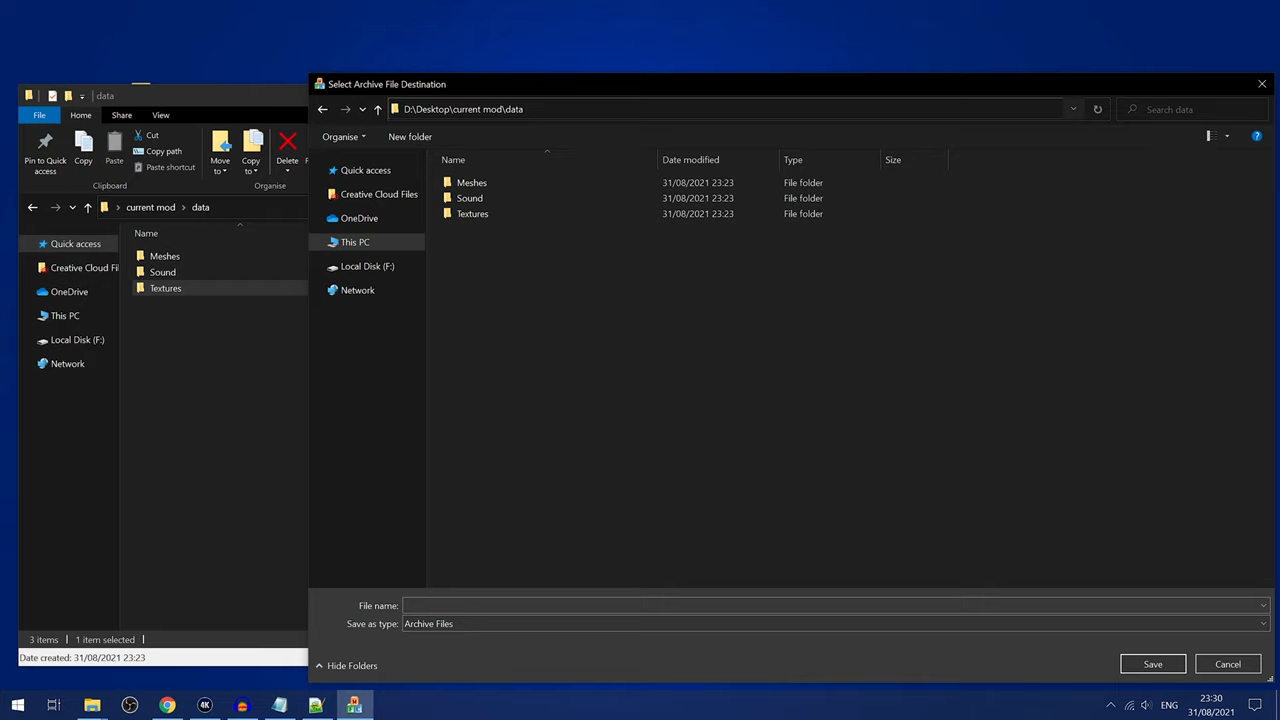 data
File Home Share View
Pin to Quick access
Copy
Paste
Cut
Copy path
Paste shortcut
Move to
Copy to
Delete
Clipboard
Organise
current mod data
Quick access
Creative Cloud Fil
OneDrive
This PC
Local Disk (F:)
Network
Name
Meshes
Sound
Textures
3 items 1 item selected
Date created: 31/08/2021 23:23
Select Archive File Destination
D:\Desktop\current mod\data
Search data
Organise New folder
Quick access
Creative Cloud Files
OneDrive
This PC
Local Disk (F:)
Network
Name Date modified Type Size
Meshes 31/08/2021 23:23 File folder
Sound 31/08/2021 23:23 File folder
Textures 31/08/2021 23:23 File folder
File name:
Save as type: Archive Files
Hide Folders
Save Cancel
4K
ENG
23:30
31/08/2021